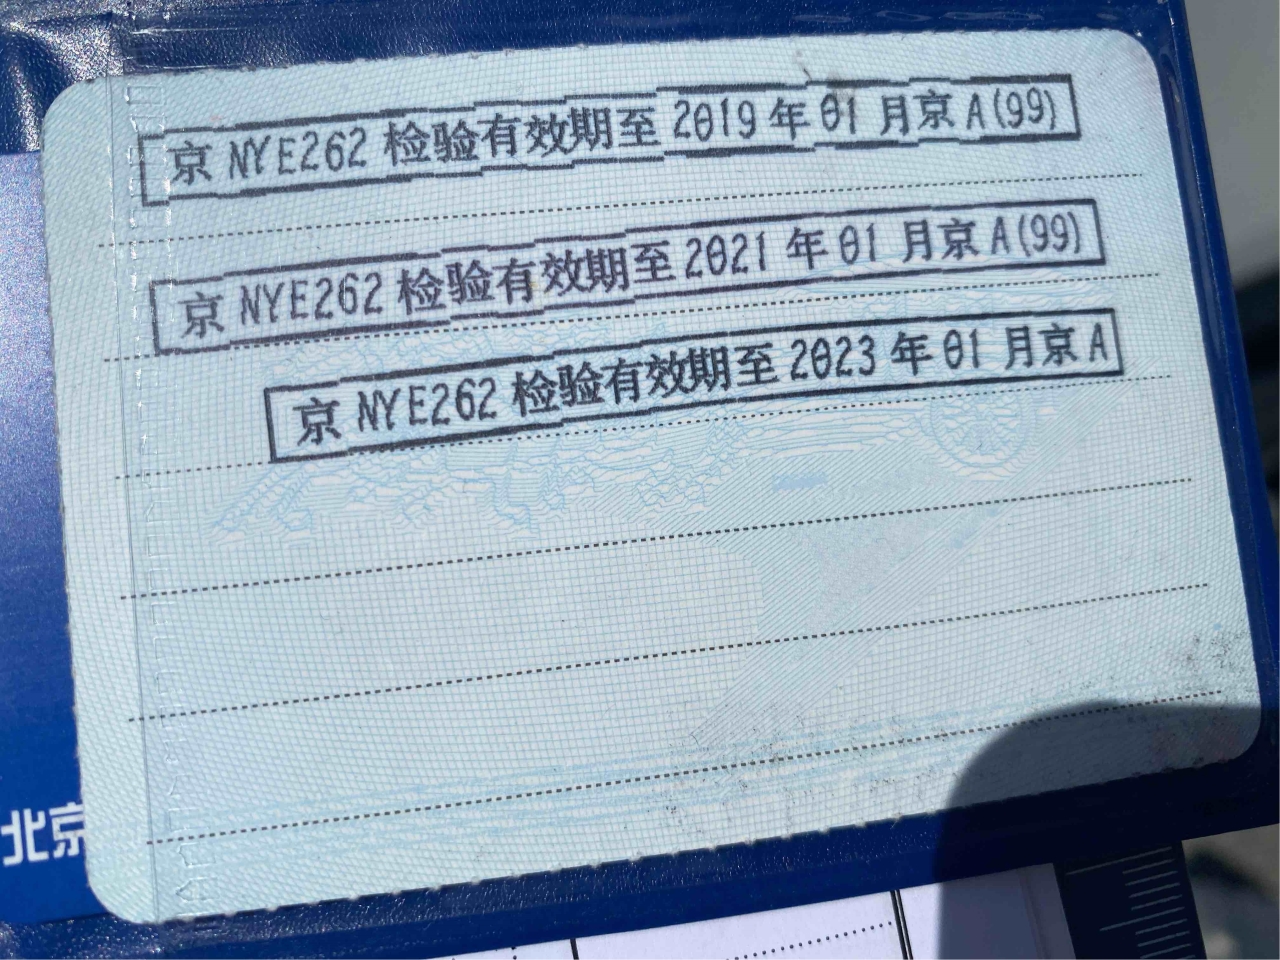 京 NYE262 检验有效期至 2019 年 01 月京 A(99)
京 NYE262 检验有效期至 2021 年 01 月京 A(99)
京 NYE262 检验有效期至 2023 年 01 月京 A
北京